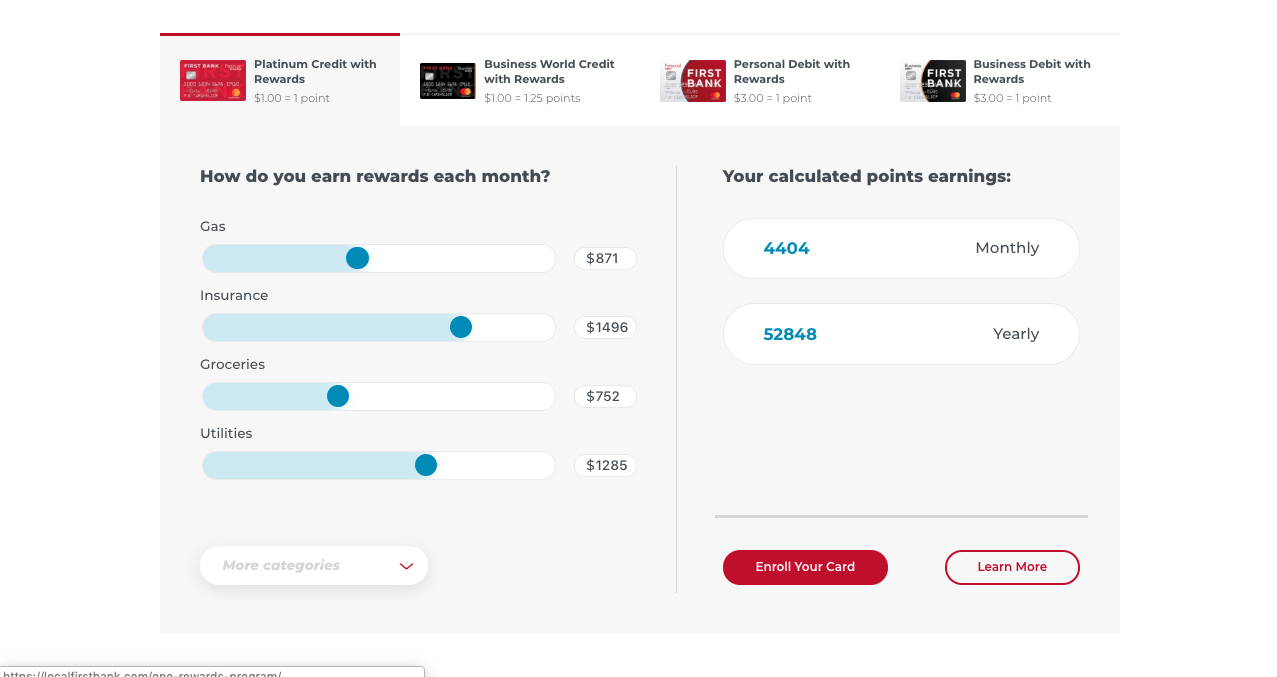 Platinum Credit with
Rewards
$1.00 = 1 point
Business World Credit
with Rewards
$1.00 = 1.25 points
Personal Debit with
Rewards
$3.00 = 1 point
Business Debit with
Rewards
$3.00 = 1 point
FIRST BANK
FIRST
BANK
FIRST
BANK
How do you earn rewards each month?
Gas
$871
Insurance
$1496
Groceries
$752
Utilities
$1285
More categories
Your calculated points earnings:
4404 Monthly
52848 Yearly
Enroll Your Card
Learn More
https://localfirstbank.com/one-rewards-program/